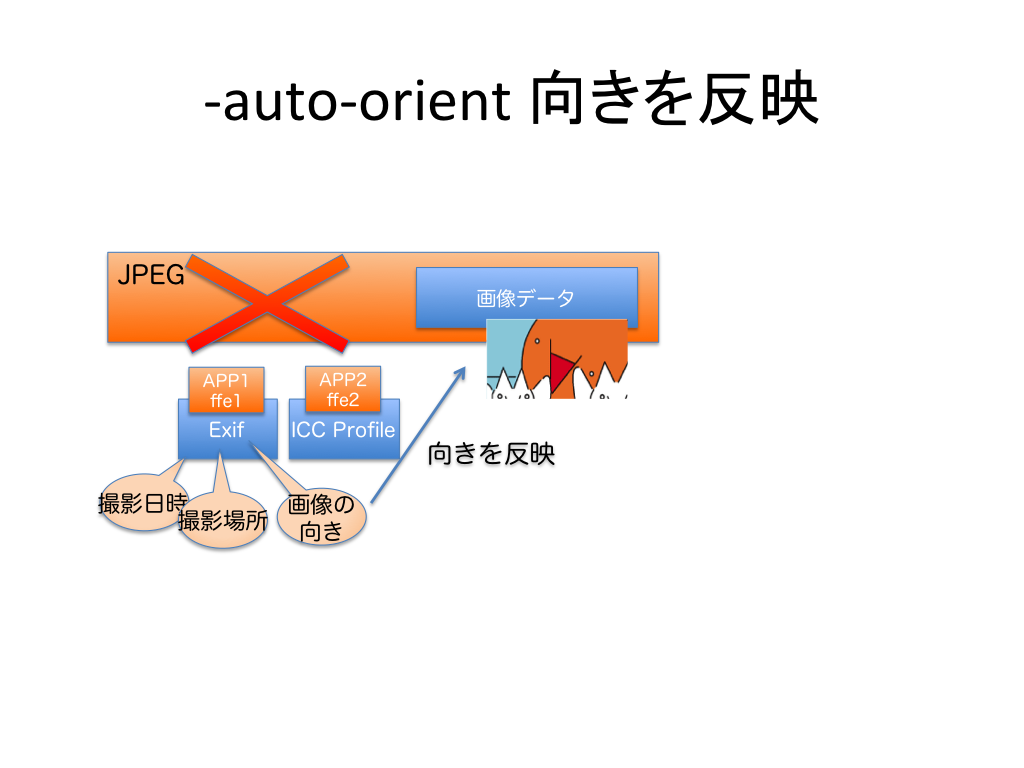 -auto-orient 向きを反映
JPEG
画像データ
APP1
ffe1
APP2
ffe2
Exif
ICC Profile
向きを反映
撮影日時
撮影場所
画像の
向き